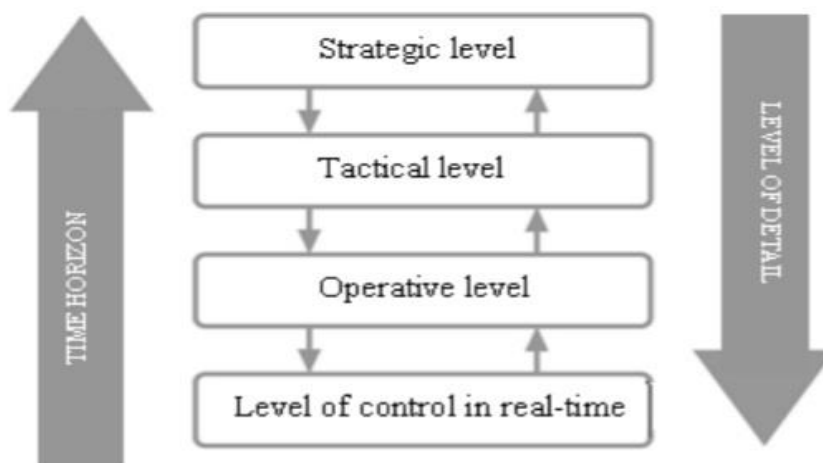 Strategic level
Tactical level
Operative level
Level of control in real-time
TIME HORIZON
LEVEL OF DETAIL